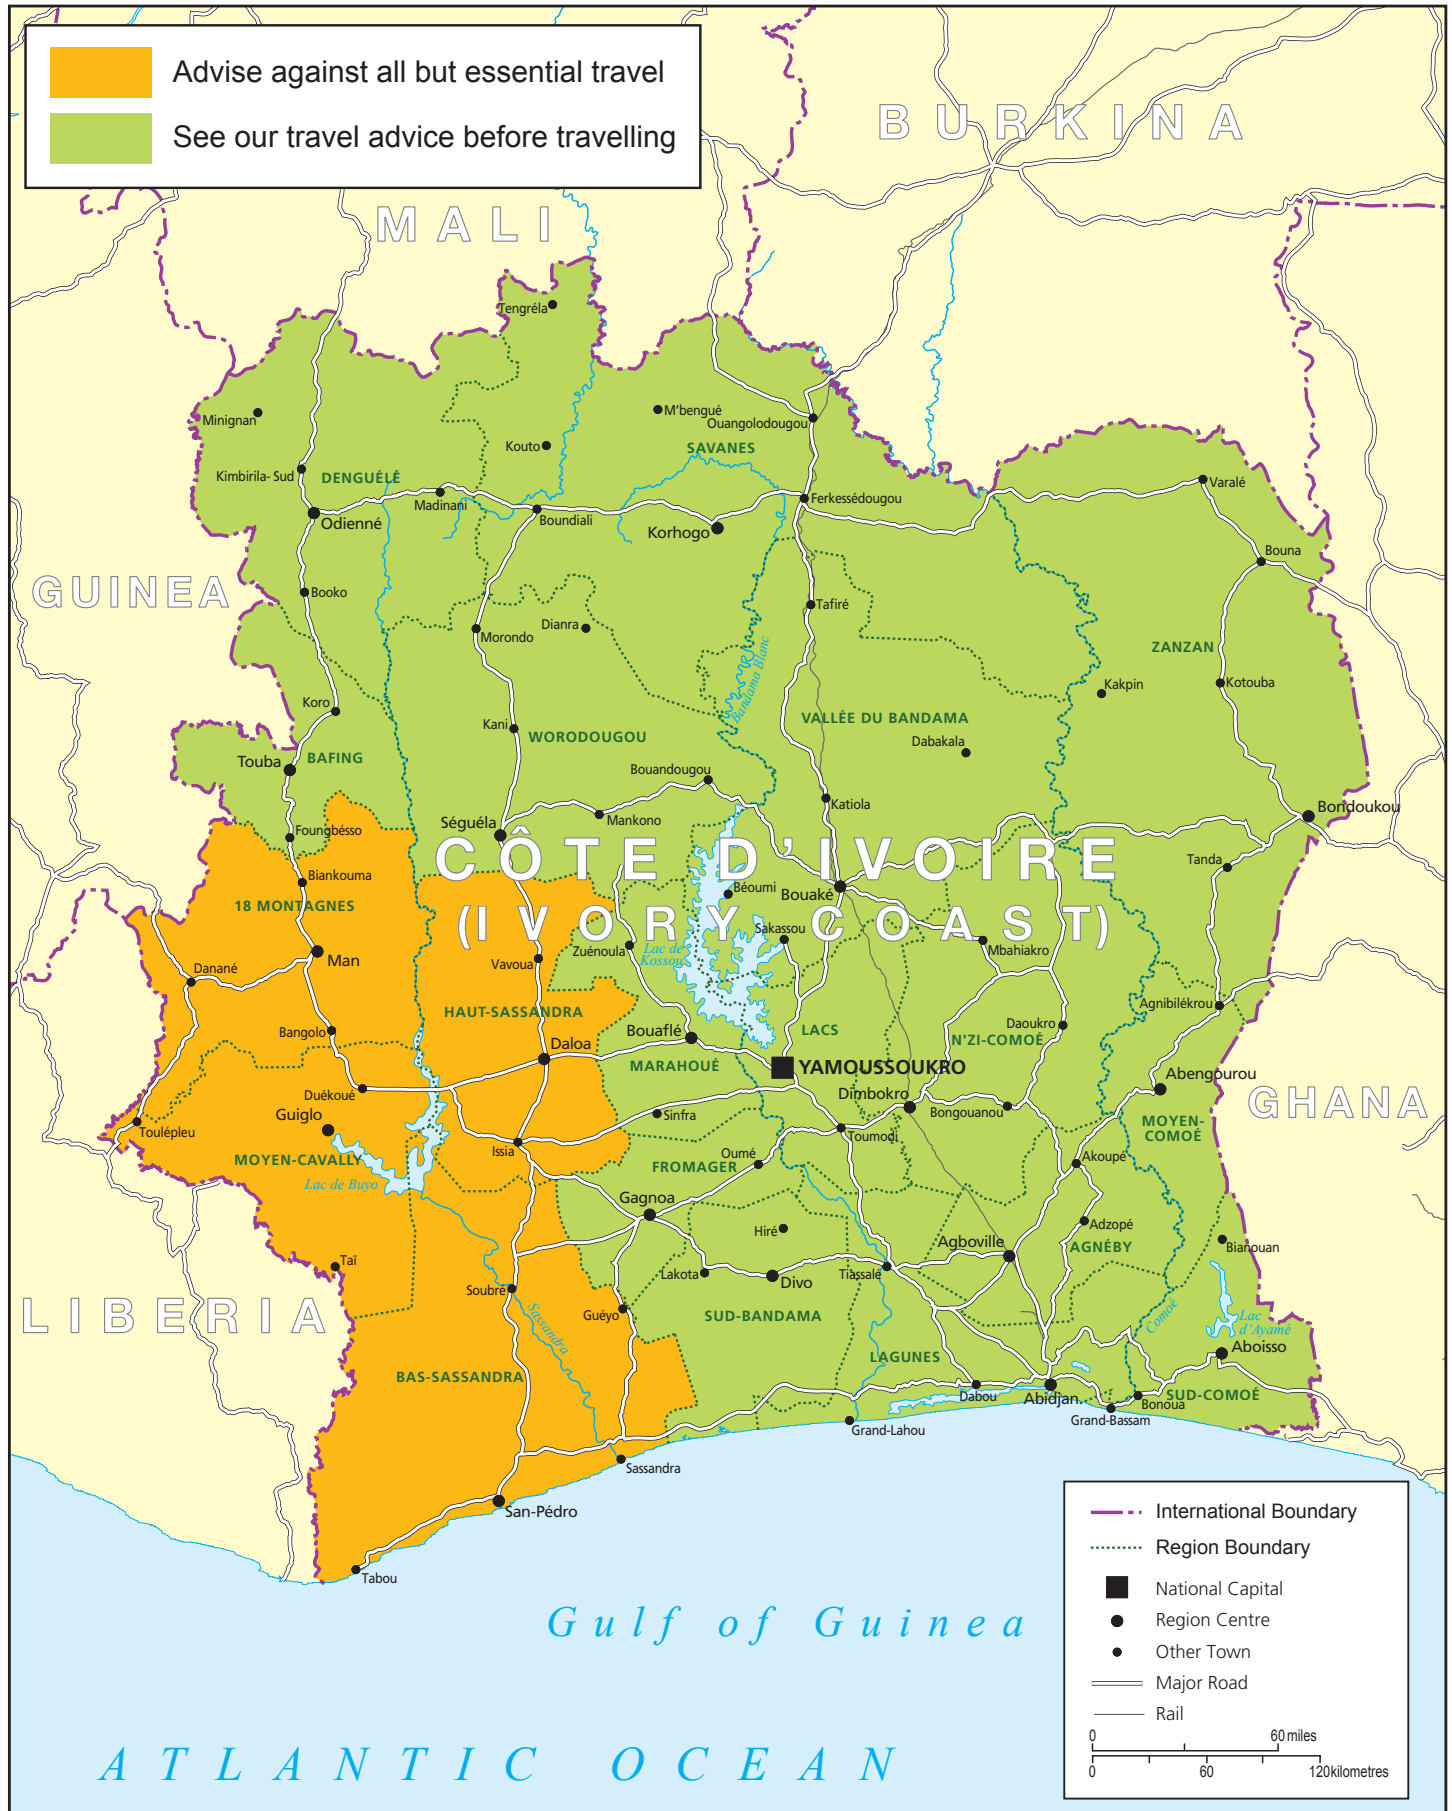 Advise against all but essential travel
See our travel advice before travelling
BURKINA
MALI
Tengréla
Minignan
M'bengué
Ouangolodougou
Kouto
SAVANES
Kimbirila- Sud
DENGUÉLÉ
Varalé
Madinani
Ferkessédougou
Odienné
Boundiali
Korhogo
Bouna
GUINEA
Booko
Tafiré
Dianra
Morondo
ZANZAN
Bandama Blanc
Kakpin
Kotouba
Koro
Kani
VALLÉE DU BANDAMA
WORODOUGOU
Dabakala
Touba
BAFING
Bouandougou
Katiola
Bondoukou
Mankono
Séguéla
Foungbésso
CÔTE D'IVOIRE
Tanda
Biankouma
Béoumi
Bouaké
18 MONTAGNES
(IVORY COAST)
Sakassou
Zuénoula
Lac de
Kossou
Mbahiakro
Man
Vavoua
Danané
Agnibilékrou
HAUT-SASSANDRA
Bangolo
Bouaflé
LACS
Daoukro
N'ZI-COMOÉ
Daloa
MARAHOUÉ
YAMOUSSOUKRO
Abengourou
Duékoué
Dimbokro
GHANA
Guiglo
Sinfra
Bongouanou
MOYEN-
COMOÉ
Toulépleu
Toumodi
Issia
Oumé
Akoupé
MOYEN-CAVALLY
FROMAGER
Lac de Buyo
Gagnoa
Hiré
Adzopé
Agboville
AGNÉBY
Bianouan
Taï
Lakota
Divo
Tiassalé
Soubré
LIBERIA
Sassandra
Guéyo
SUD-BANDAMA
Comoé
Lac
d'Ayamé
Aboisso
LAGUNES
BAS-SASSANDRA
Dabou
Abidjan
Bonoua
SUD-COMOÉ
Grand-Bassam
Grand-Lahou
Sassandra
San-Pédro
Tabou
Gulf of Guinea
ATLANTIC OCEAN
International Boundary
Region Boundary
National Capital
Region Centre
Other Town
Major Road
Rail
0 60 miles
0 60 120kilometres